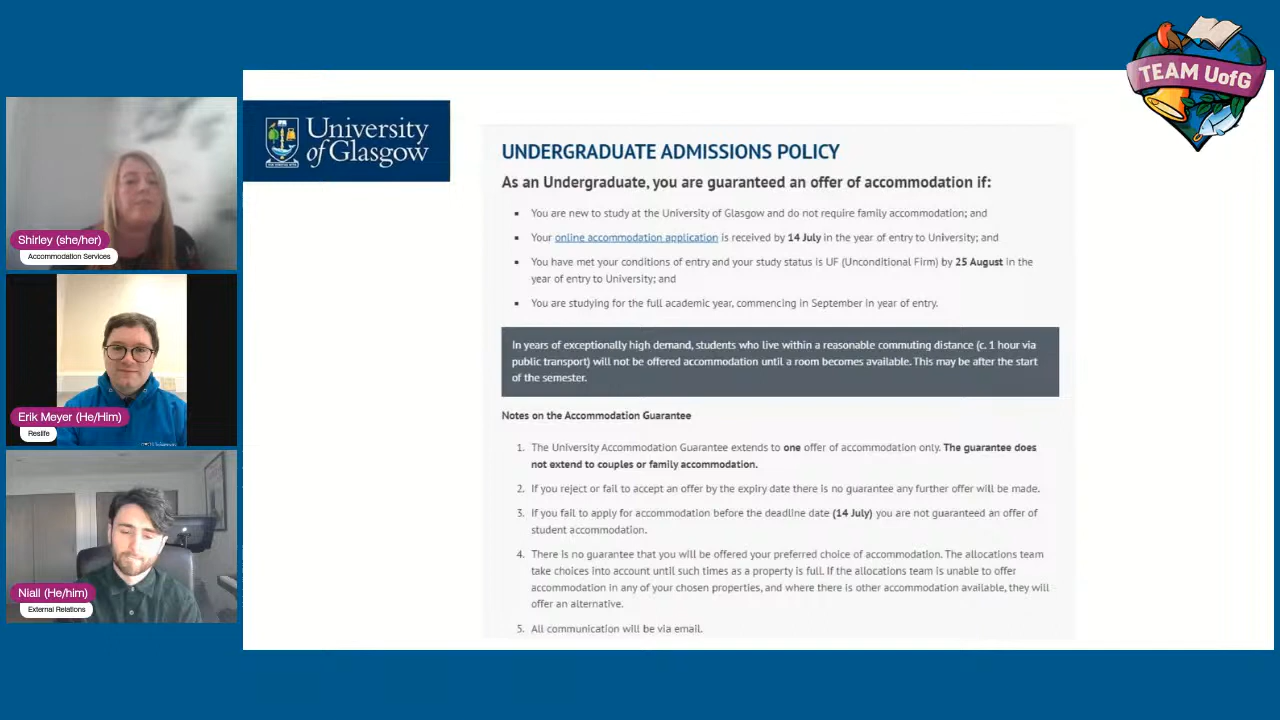 TEAM UofG
University
of Glasgow
UNDERGRADUATE ADMISSIONS POLICY
As an Undergraduate, you are guaranteed an offer of accommodation if:
You are new to study at the University of Glasgow and do not require family accommodation; and
Your online accommodation application is received by 14 July in the year of entry to University; and
You have met your conditions of entry and your study status is UF (Unconditional Firm) by 25 August in the
year of entry to University; and
You are studying for the full academic year, commencing in September in year of entry.
In years of exceptionally high demand, students who live within a reasonable commuting distance (c. 1 hour via
public transport) will not be offered accommodation until a room becomes available. This may be after the start
of the semester.
Notes on the Accommodation Guarantee
1. The University Accommodation Guarantee extends to one offer of accommodation only. The guarantee does
not extend to couples or family accommodation.
2. If you reject or fail to accept an offer by the expiry date there is no guarantee any further offer will be made.
3. If you fail to apply for accommodation before the deadline date (14 July) you are not guaranteed an offer of
student accommodation.
4. There is no guarantee that you will be offered your preferred choice of accommodation. The allocations team
take choices into account until such times as a property is full. If the allocations team is unable to offer
accommodation in any of your chosen properties, and where there is other accommodation available, they will
offer an alternative.
5. All communication will be via email.
Shirley (she/her)
Accommodation Services
Erik Meyer (He/Him)
Reslife
Niall (He/him)
External Relations